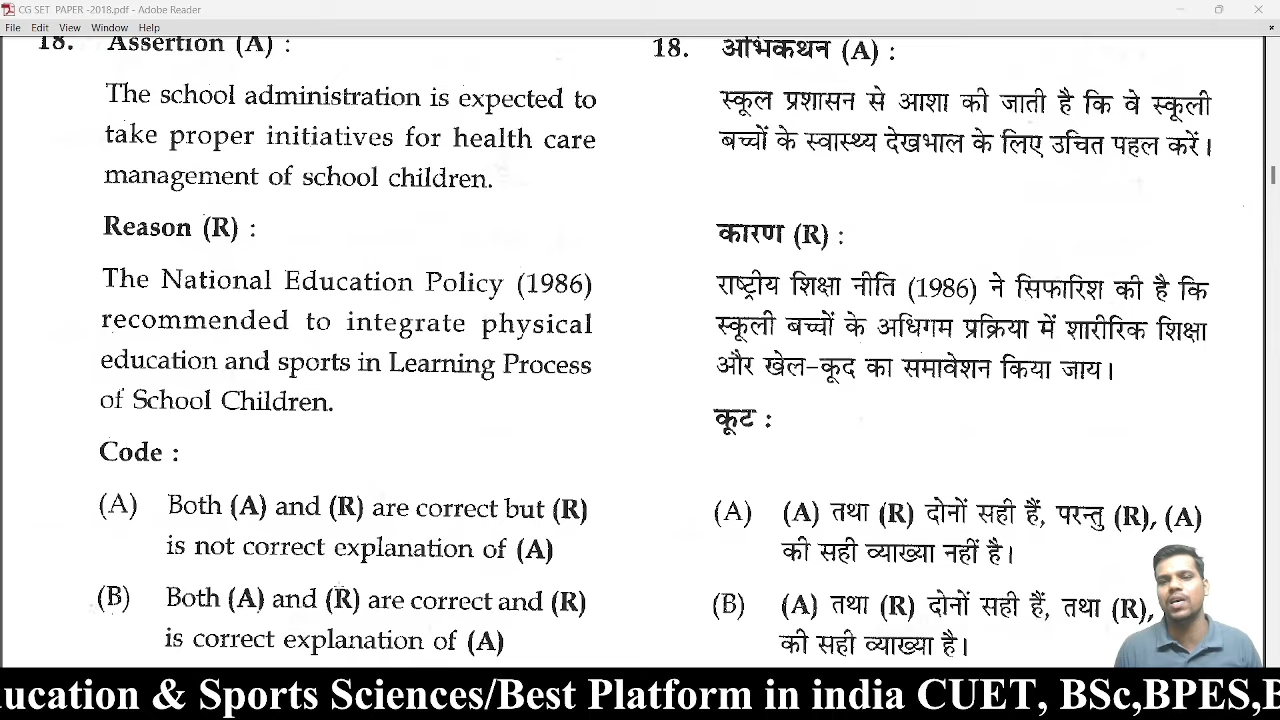 CG SET PAPER -2018.pdf - Adobe Reader
File Edit View Window Help
18. Assertion (A) :
The school administration is expected to
take proper initiatives for health care
management of school children.
Reason (R) :
The National Education Policy (1986)
recommended to integrate physical
education and sports in Learning Process
of School Children.
Code :
(A) Both (A) and (R) are correct but (R)
is not correct explanation of (A)
(B) Both (A) and (R) are correct and (R)
is correct explanation of (A)
18. अभिकथन (A) :
स्कूल प्रशासन से आशा की जाती है कि वे स्कूली
बच्चों के स्वास्थ्य देखभाल के लिए उचित पहल करें।
कारण (R) :
राष्ट्रीय शिक्षा नीति (1986) ने सिफारिश की है कि
स्कूली बच्चों के अधिगम प्रक्रिया में शारीरिक शिक्षा
और खेल-कूद का समावेशन किया जाय।
कूट :
(A) (A) तथा (R) दोनों सही हैं, परन्तु (R), (A)
की सही व्याख्या नहीं है।
(B) (A) तथा (R) दोनों सही हैं, तथा (R),
की सही व्याख्या है।
ucation & Sports Sciences/Best Platform in india CUET, BSc,BPES,B